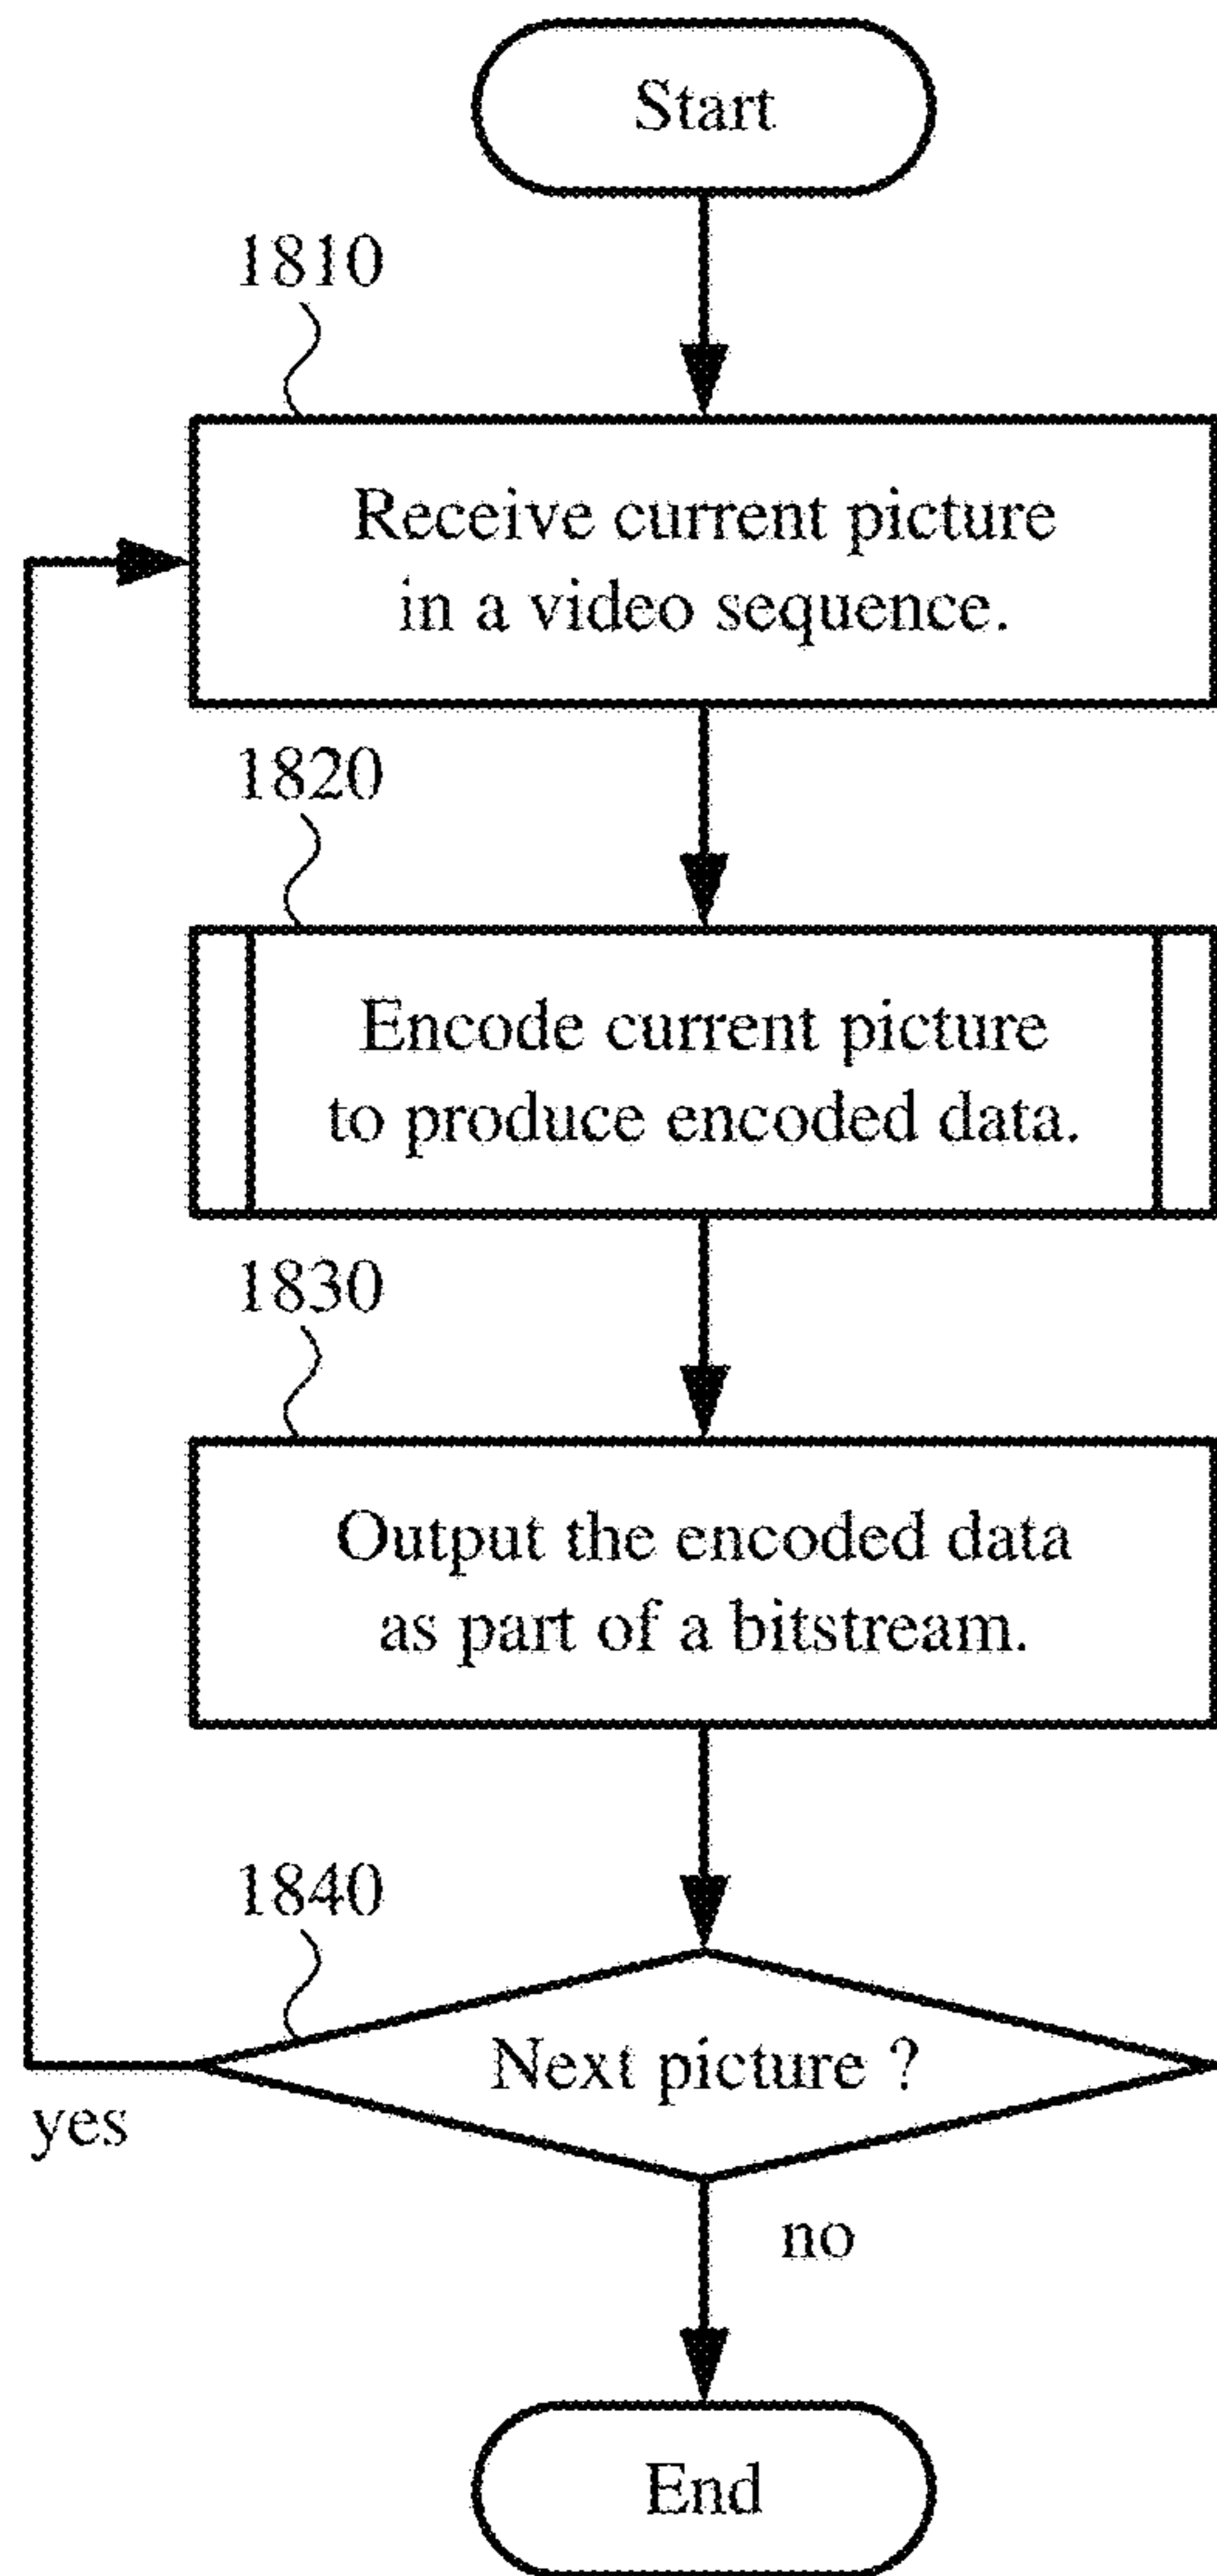 Start
1810
Receive current picture
in a video sequence.
1820
Encode current picture
to produce encoded data.
1830
Output the encoded data
as part of a bitstream.
1840
Next picture ?
yes
no
End